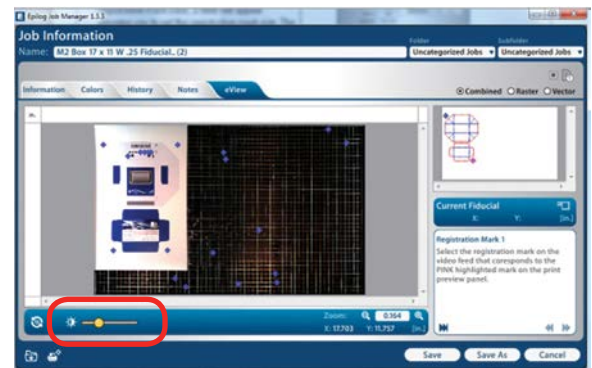 Epilog Job Manager 1.3.5
Job Information
Folder
Subfolder
Name: M2 Box 17 x 11 W .25 Fiducial.. (2)
Uncategorized Jobs
Uncategorized Jobs
Information
Colors
History
Notes
eView
Combined
Raster
Vector
in.
Current Fiducial
X: Y: [in.]
Registration Mark 1
Select the registration mark on the
video feed that coresponds to the
PINK highlighted mark on the print
preview panel.
Zoom: 0.364
X: 17.703 Y: 11.757 [in.]
Save
Save As
Cancel